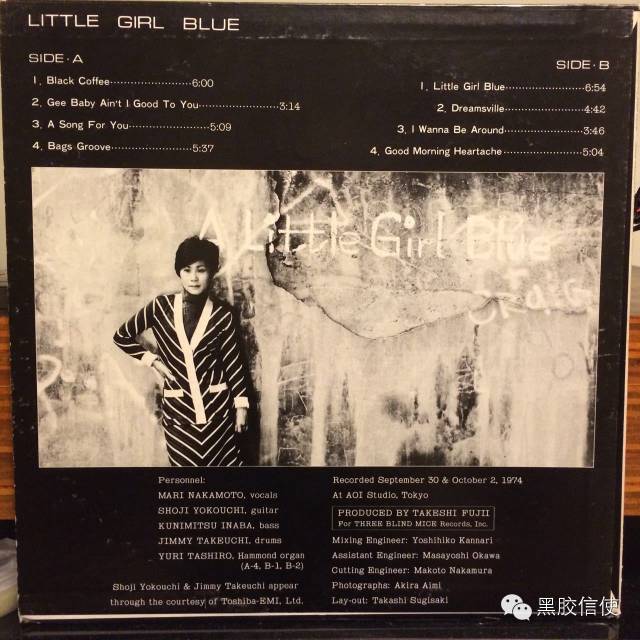 LITTLE GIRL BLUE
SIDE·A
1. Black Coffee 6:00
2. Gee Baby Ain't I Good To You 3:14
3. A Song For You 5:09
4. Bags Groove 5:37
SIDE·B
1. Little Girl Blue 6:54
2. Dreamsville 4:42
3. I Wanna Be Around 3:46
4. Good Morning Heartache 5:04
A Little Girl Blue
Personnel:
MARI NAKAMOTO, vocals
SHOJI YOKOUCHI, guitar
KUNIMITSU INABA, bass
JIMMY TAKEUCHI, drums
YURI TASHIRO, Hammond organ
(A-4, B-1, B-2)
Shoji Yokouchi & Jimmy Takeuchi appear
through the courtesy of Toshiba-EMI, Ltd.
Recorded September 30 & October 2, 1974
At AOI Studio, Tokyo
PRODUCED BY TAKESHI FUJII
For THREE BLIND MICE Records, Inc.
Mixing Engineer: Yoshihiko Kannari
Assistant Engineer: Masayoshi Okawa
Cutting Engineer: Makoto Nakamura
Photographs: Akira Aimi
Lay-out: Takashi Sugisaki
黑胶信使